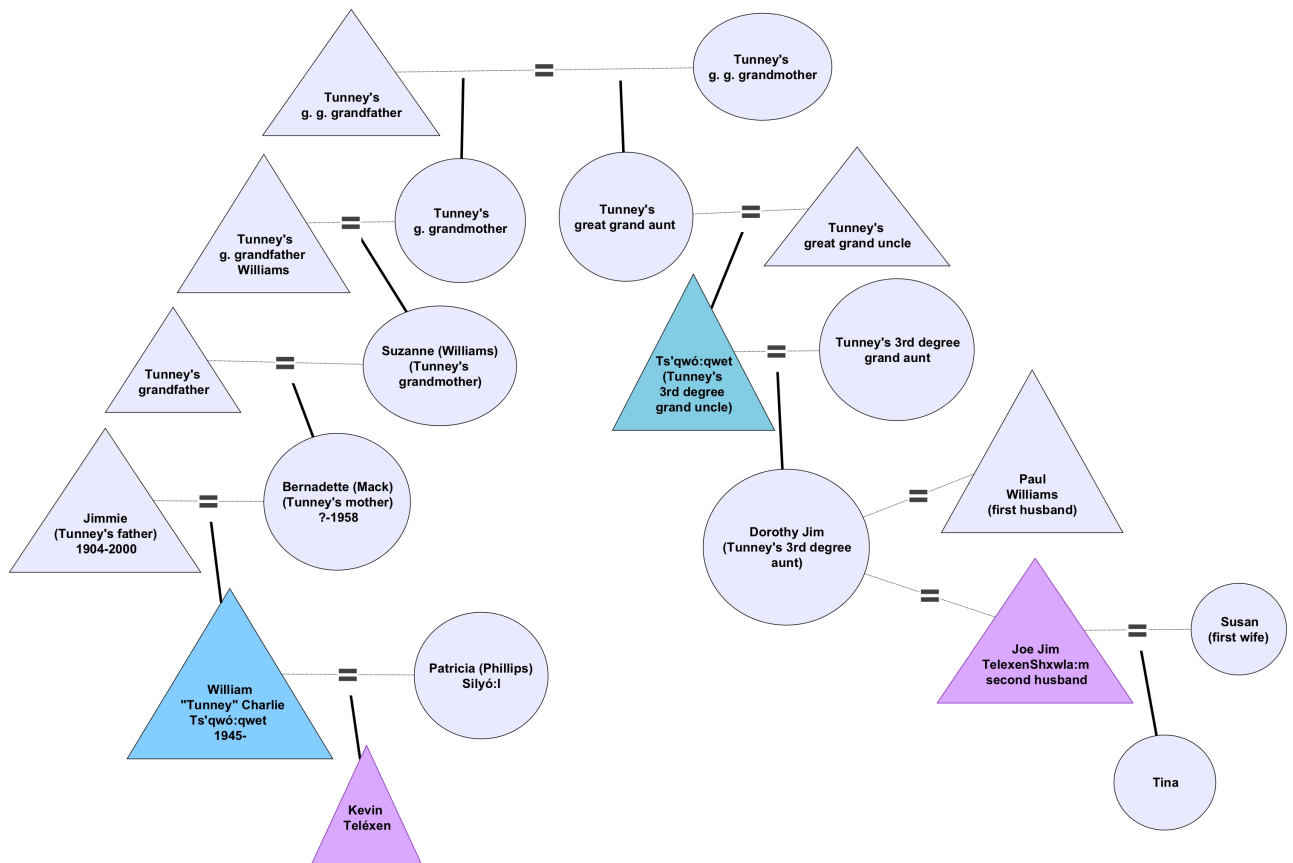 Tunney's
g. g. grandfather
=
Tunney's
g. g. grandmother
Tunney's
g. grandfather
Williams
=
Tunney's
g. grandmother
Tunney's
great grand aunt
=
Tunney's
great grand uncle
Tunney's
grandfather
=
Suzanne (Williams)
(Tunney's
grandmother)
Ts'qwó:qwet
(Tunney's
3rd degree
grand uncle)
=
Tunney's 3rd degree
grand aunt
Jimmie
(Tunney's father)
1904-2000
=
Bernadette (Mack)
(Tunney's mother)
?-1958
Dorothy Jim
(Tunney's 3rd degree
aunt)
=
Paul
Williams
(first husband)
=
Joe Jim
TelexenShxwla:m
second husband
=
Susan
(first wife)
William
"Tunney" Charlie
Ts'qwó:qwet
1945-
=
Patricia (Phillips)
Silyó:l
Kevin
Teléxen
Tina